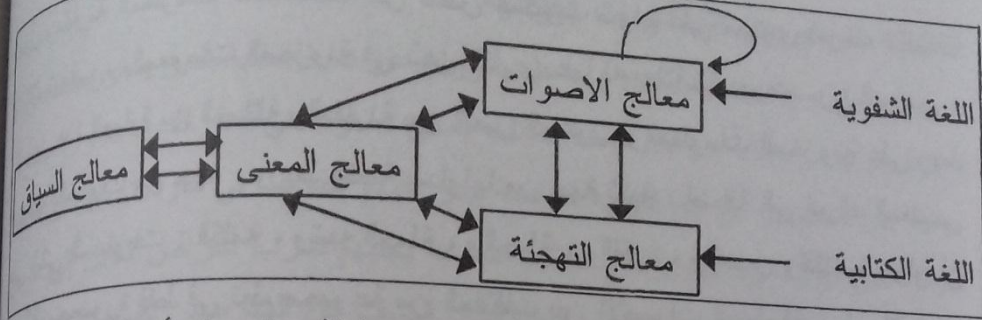 معالج الاصوات
اللغة الشفوية
معالج المعنى
معالج السياق
معالج التهجئة
اللغة الكتابية